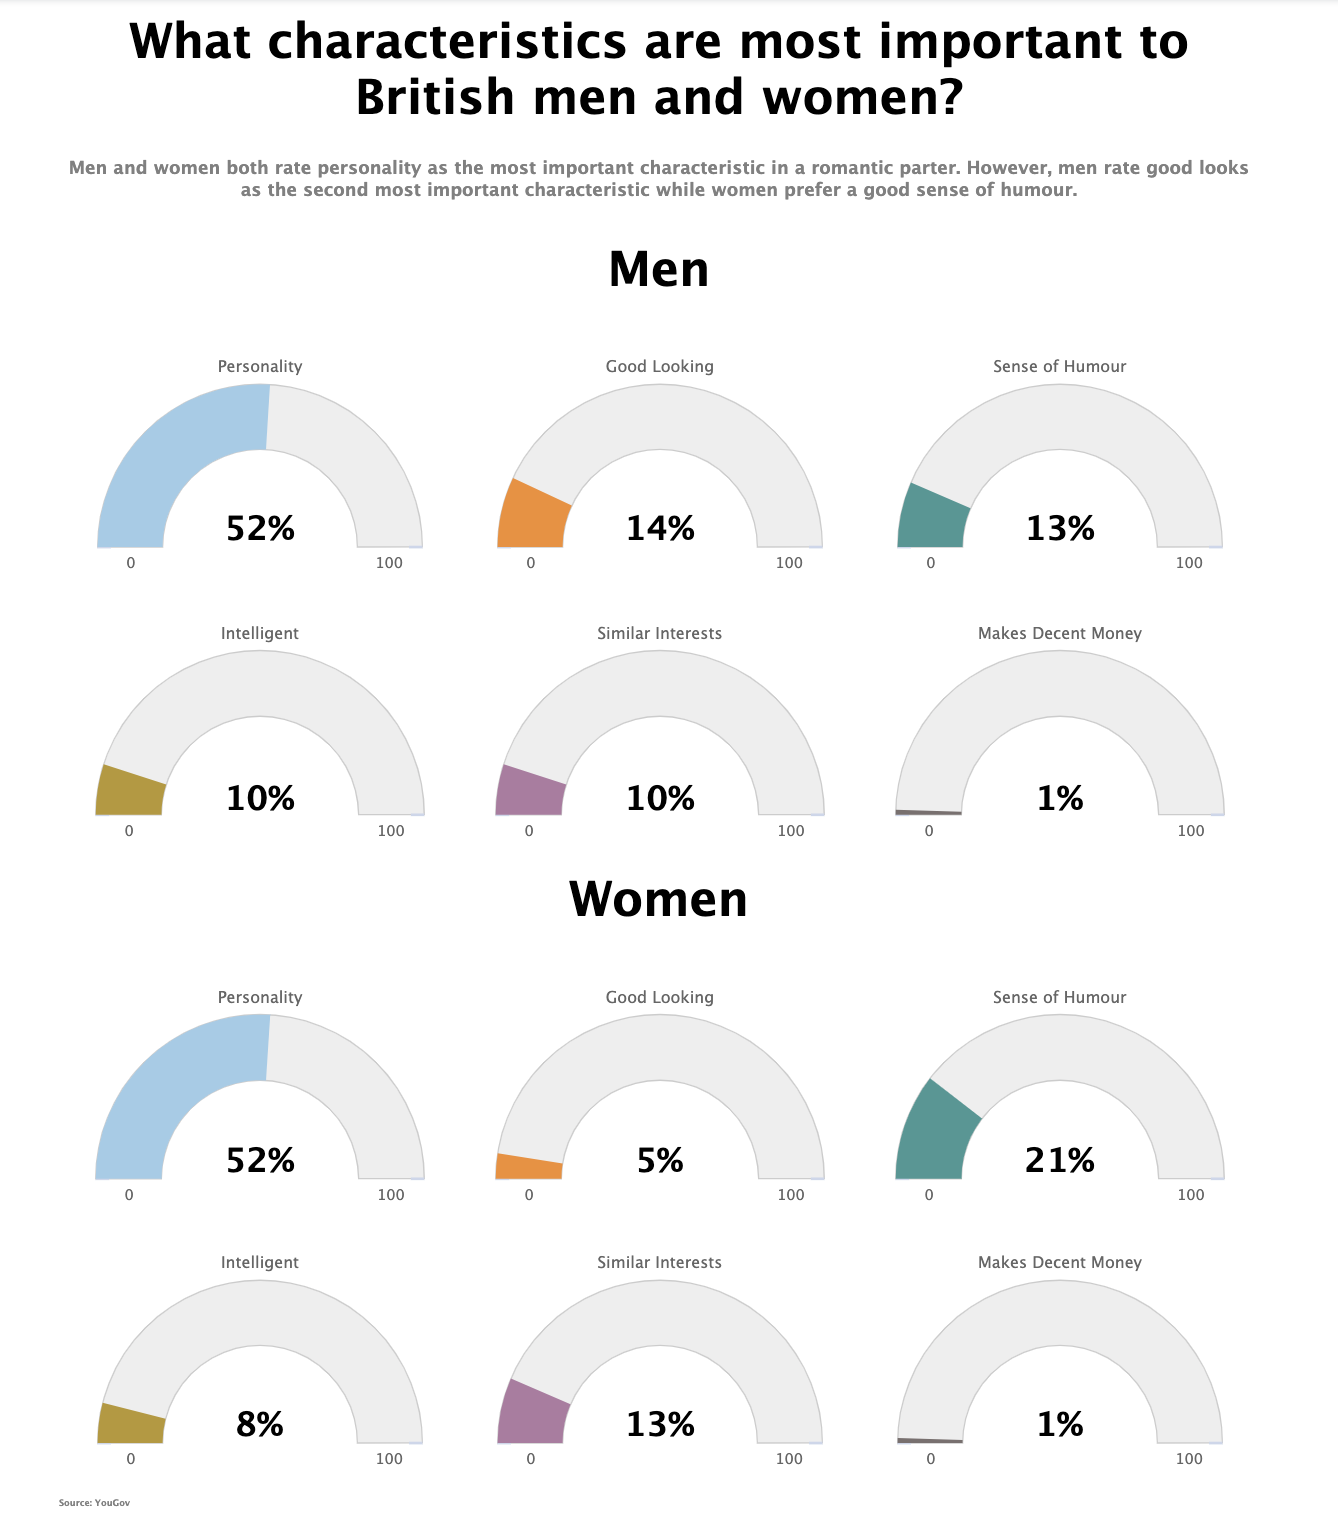 What characteristics are most important to
British men and women?
Men and women both rate personality as the most important characteristic in a romantic parter. However, men rate good looks
as the second most important characteristic while women prefer a good sense of humour.
Men
Personality
Good Looking
Sense of Humour
52%
14%
13%
0 100
0 100
0 100
Intelligent
Similar Interests
Makes Decent Money
10%
10%
1%
0 100
0 100
0 100
Women
Personality
Good Looking
Sense of Humour
52%
5%
21%
0 100
0 100
0 100
Intelligent
Similar Interests
Makes Decent Money
8%
13%
1%
0 100
0 100
0 100
Source: YouGov